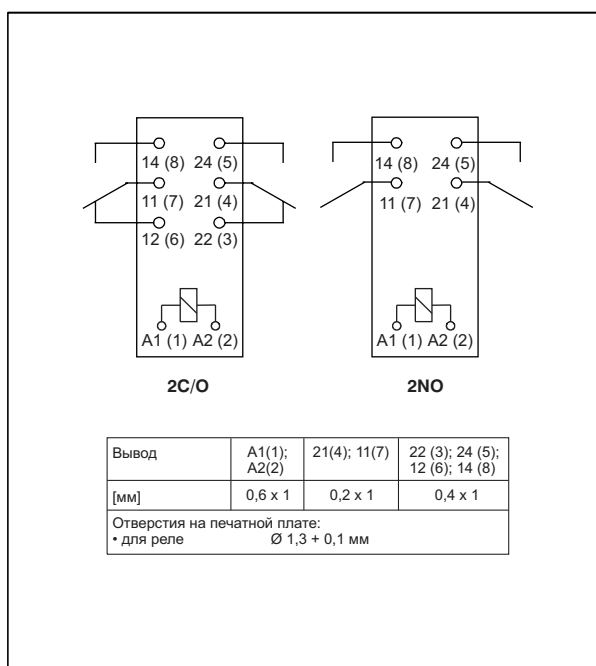 14 (8) 24 (5)
11 (7) 21 (4)
12 (6) 22 (3)
A1 (1) A2 (2)
2C/O
14 (8) 24 (5)
11 (7) 21 (4)
A1 (1) A2 (2)
2NO
Вывод A1(1); A2(2) 21(4); 11(7) 22 (3); 24 (5); 12 (6); 14 (8)
[мм] 0,6 x 1 0,2 x 1 0,4 x 1
Отверстия на печатной плате:
• для реле Ø 1,3 + 0,1 мм